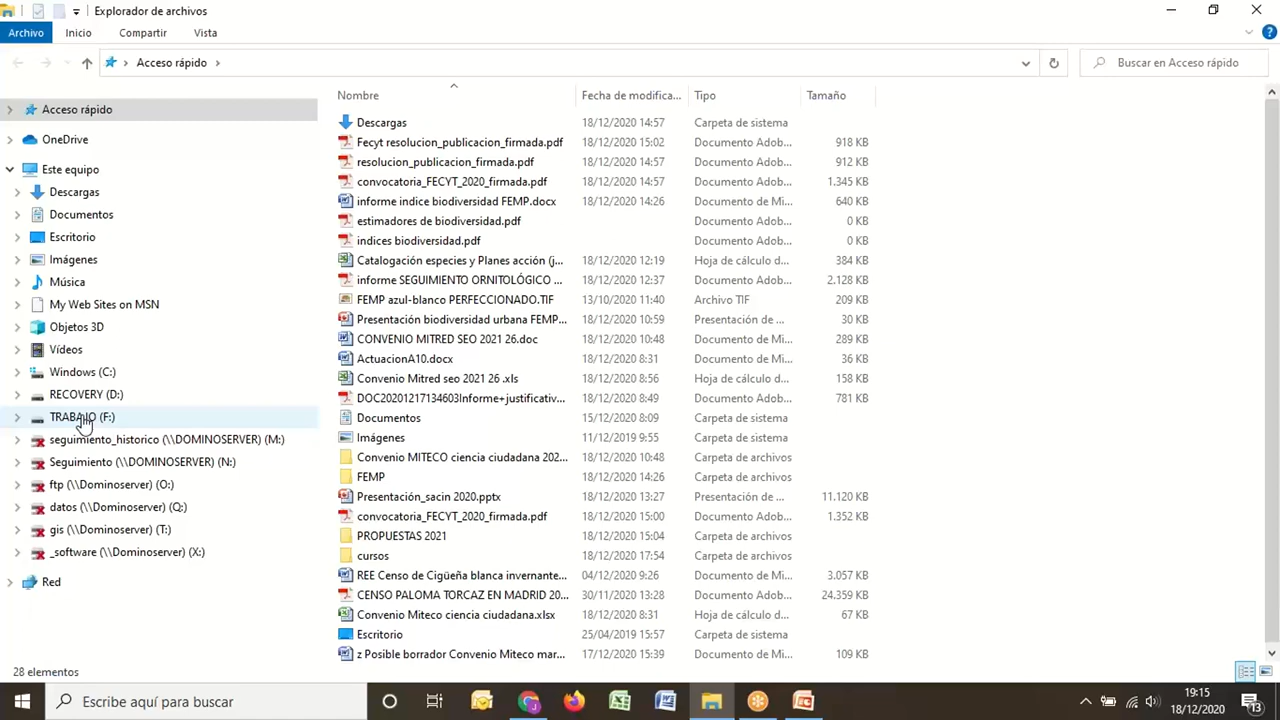 Explorador de archivos
Archivo Inicio Compartir Vista
Acceso rápido
Buscar en Acceso rápido
Acceso rápido
OneDrive
Este equipo
Descargas
Documentos
Escritorio
Imágenes
Música
My Web Sites on MSN
Objetos 3D
Vídeos
Windows (C:)
RECOVERY (D:)
TRABAJO (F:)
seguimiento_historico (\\DOMINOSERVER) (M:)
Seguimiento (\\DOMINOSERVER) (N:)
ftp (\\Dominoserver) (O:)
datos (\\Dominoserver) (Q:)
gis (\\Dominoserver) (T:)
_software (\\Dominoserver) (X:)
Red
Nombre Fecha de modifica... Tipo Tamaño
Descargas 18/12/2020 14:57 Carpeta de sistema
Fecyt resolucion_publicacion_firmada.pdf 18/12/2020 15:02 Documento Adob... 918 KB
resolucion_publicacion_firmada.pdf 18/12/2020 14:57 Documento Adob... 912 KB
convocatoria_FECYT_2020_firmada.pdf 18/12/2020 14:57 Documento Adob... 1.345 KB
informe indice biodiversidad FEMP.docx 18/12/2020 14:26 Documento de Mi... 640 KB
estimadores de biodiversidad.pdf Documento Adob... 0 KB
indices biodiversidad.pdf Documento Adob... 0 KB
Catalogación especies y Planes acción (j... 18/12/2020 12:19 Hoja de cálculo d... 384 KB
informe SEGUIMIENTO ORNITOLÓGICO ... 18/12/2020 12:37 Documento Adob... 2.128 KB
FEMP azul-blanco PERFECCIONADO.TIF 13/10/2020 11:40 Archivo TIF 209 KB
Presentación biodiversidad urbana FEMP... 18/12/2020 10:59 Presentación de ... 30 KB
CONVENIO MITRED SEO 2021 26.doc 18/12/2020 10:48 Documento de Mi... 289 KB
ActuacionA10.docx 18/12/2020 8:31 Documento de Mi... 36 KB
Convenio Mitred seo 2021 26 .xls 18/12/2020 8:56 Hoja de cálculo d... 158 KB
DOC20201217134603Informe+justificativ... 18/12/2020 8:49 Documento Adob... 781 KB
Documentos 15/12/2020 8:09 Carpeta de sistema
Imágenes 11/12/2019 9:55 Carpeta de sistema
Convenio MITECO ciencia ciudadana 202... 18/12/2020 10:48 Carpeta de archivos
FEMP 18/12/2020 14:26 Carpeta de archivos
Presentación_sacin 2020.pptx 18/12/2020 13:27 Presentación de ... 11.120 KB
convocatoria_FECYT_2020_firmada.pdf 18/12/2020 15:00 Documento Adob... 1.352 KB
PROPUESTAS 2021 18/12/2020 15:04 Carpeta de archivos
cursos 18/12/2020 17:54 Carpeta de archivos
REE Censo de Cigüeña blanca invernante... 04/12/2020 9:26 Documento de Mi... 3.057 KB
CENSO PALOMA TORCAZ EN MADRID 20... 30/11/2020 13:28 Documento Adob... 24.359 KB
Convenio Miteco ciencia ciudadana.xlsx 18/12/2020 8:31 Hoja de cálculo d... 67 KB
Escritorio 25/04/2019 15:57 Carpeta de sistema
z Posible borrador Convenio Miteco mar... 17/12/2020 15:39 Documento de Mi... 109 KB
28 elementos
Escribe aquí para buscar
19:15
18/12/2020
13